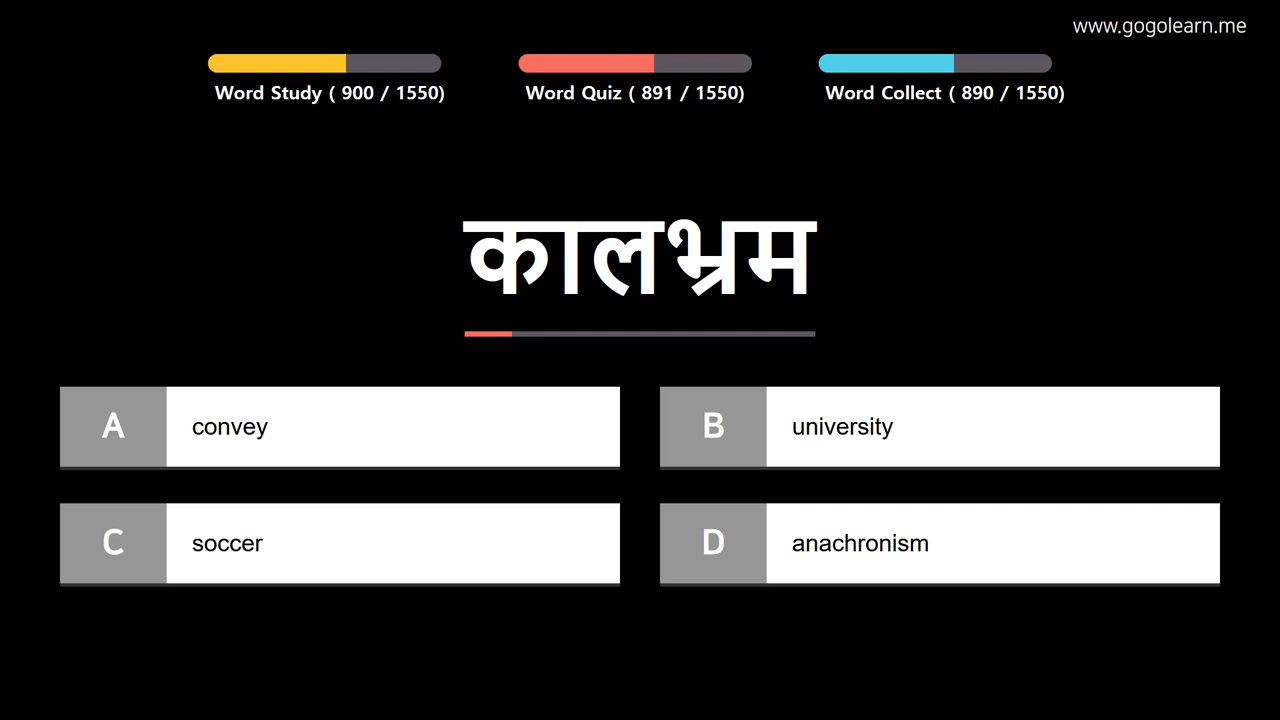 www.gogolearn.me
Word Study ( 900 / 1550)
Word Quiz ( 891 / 1550)
Word Collect ( 890 / 1550)
कालभ्रम
A convey
B university
C soccer
D anachronism